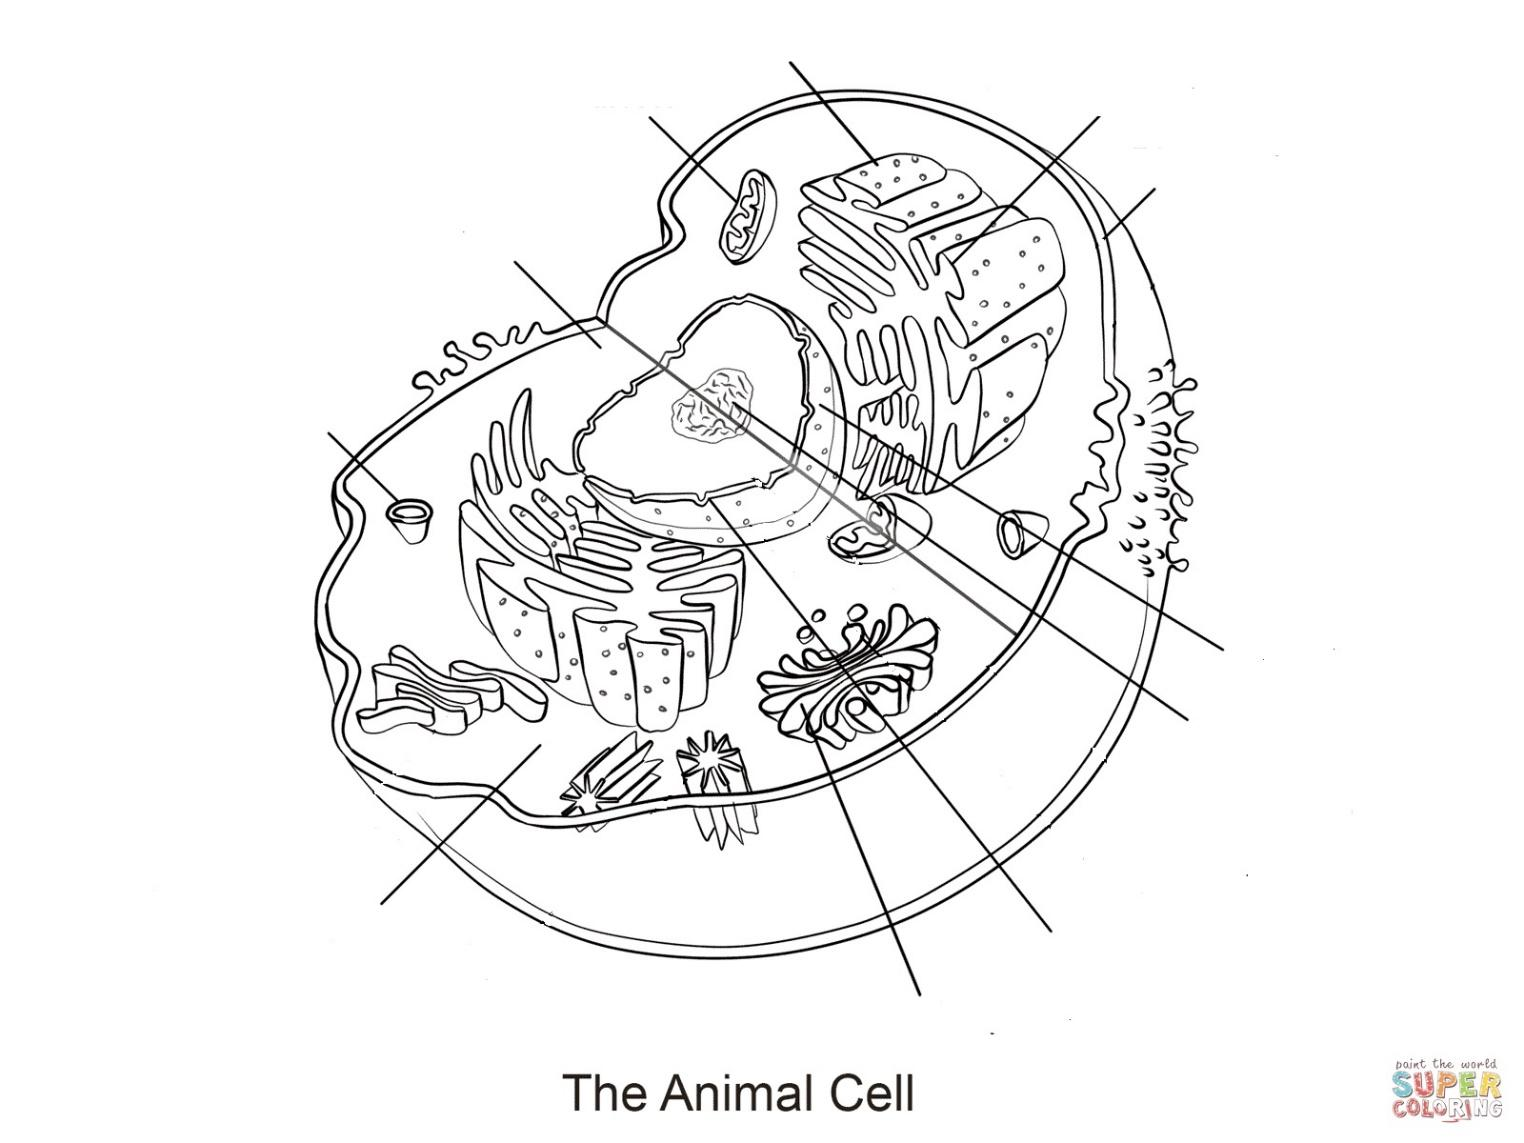 The Animal Cell
paint the world
SUPER
COLORING